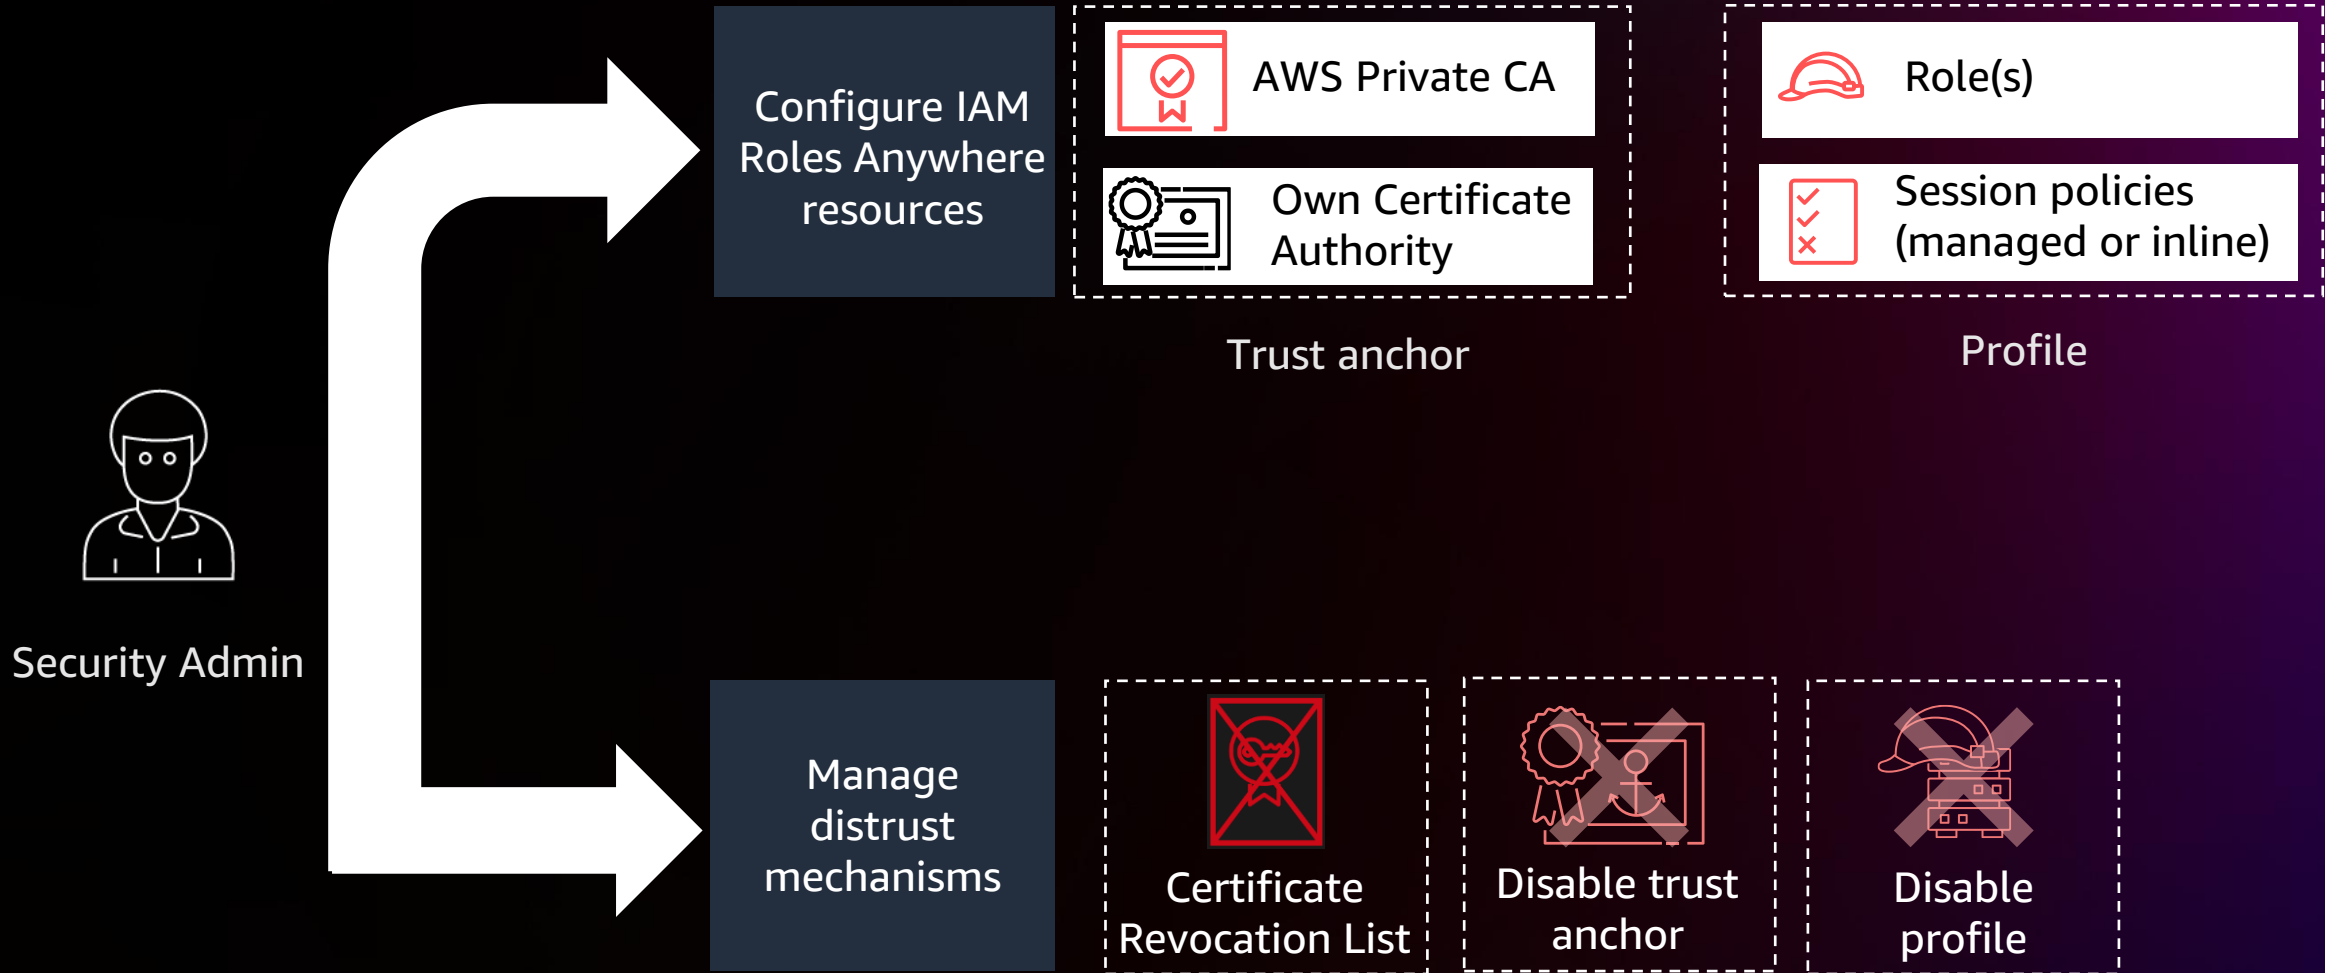 Configure IAM
Roles Anywhere
resources
AWS Private CA
Own Certificate
Authority
Trust anchor
Role(s)
Session policies
(managed or inline)
Profile
Security Admin
Manage
distrust
mechanisms
Certificate
Revocation List
Disable trust
anchor
Disable
profile